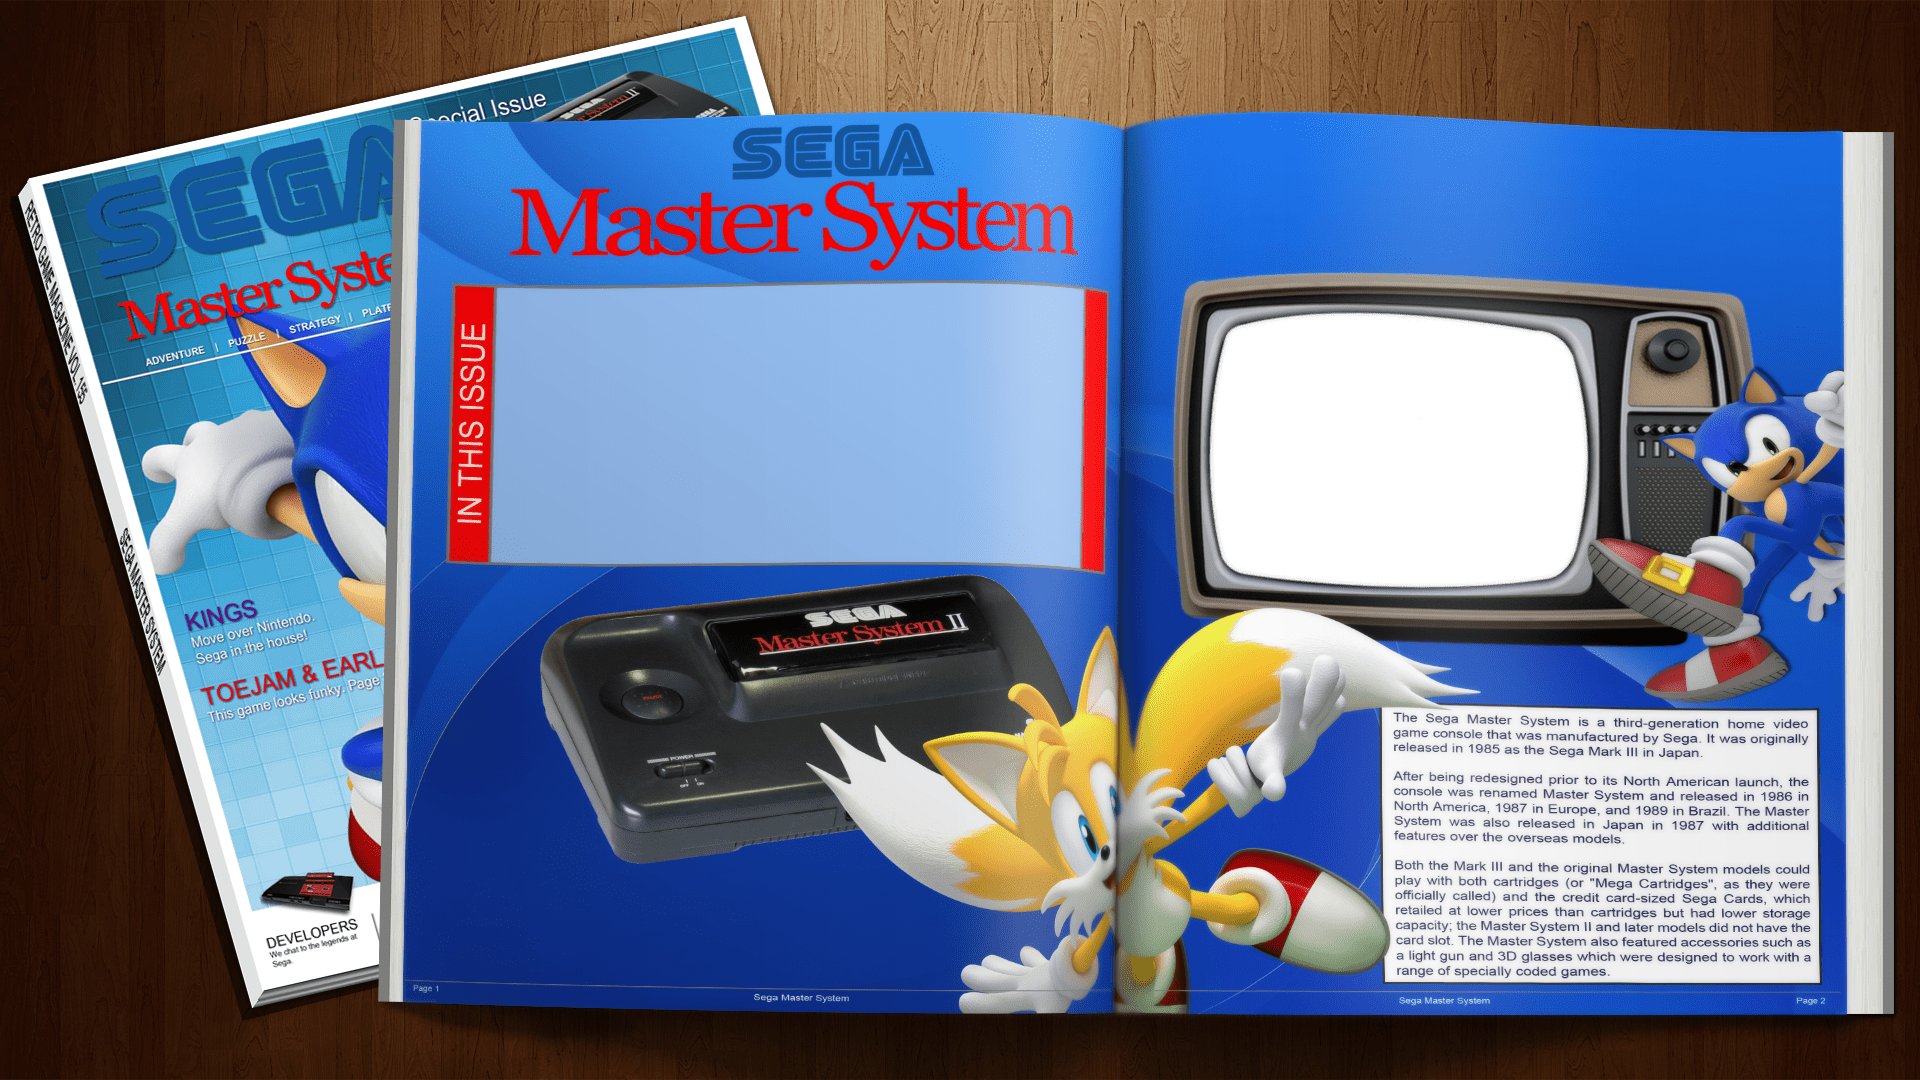 Special Issue
SEGA
Master Syste
ADVENTURE | PUZZLE | STRATEGY | PLATF
RETRO GAME MAGAZINE VOL. 155
SEGA MASTER SYSTEM
KINGS
Move over Nintendo.
Sega in the house!
TOEJAM & EARL
This game looks funky. Page
DEVELOPERS
We chat to the legends at
Sega.
SEGA
Master System
IN THIS ISSUE
SEGA
Master System II
POWER
OFF ON
Page 1
Sega Master System
The Sega Master System is a third-generation home video
game console that was manufactured by Sega. It was originally
released in 1985 as the Sega Mark III in Japan.
After being redesigned prior to its North American launch, the
console was renamed Master System and released in 1986 in
North America, 1987 in Europe, and 1989 in Brazil. The Master
System was also released in Japan in 1987 with additional
features over the overseas models.
Both the Mark III and the original Master System models could
play with both cartridges (or "Mega Cartridges", as they were
officially called) and the credit card-sized Sega Cards, which
retailed at lower prices than cartridges but had lower storage
capacity; the Master System II and later models did not have the
card slot. The Master System also featured accessories such as
a light gun and 3D glasses which were designed to work with a
range of specially coded games.
Sega Master System
Page 2